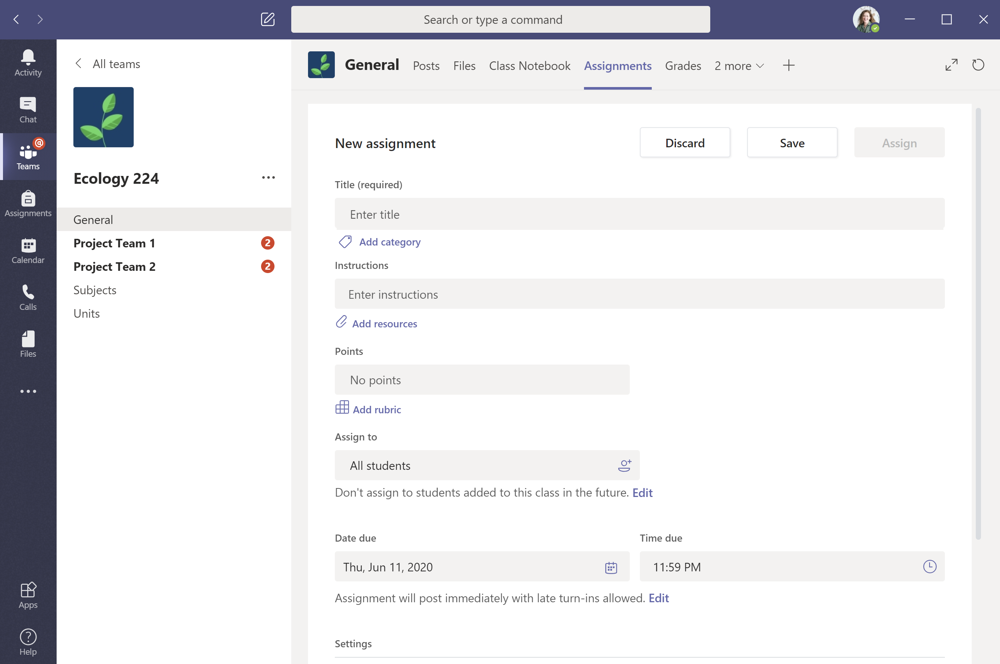 Search or type a command
Activity
Chat
@
Teams
Assignments
Calendar
Calls
Files
Apps
? Help
All teams
Ecology 224
General
Project Team 1 2
Project Team 2 2
Subjects
Units
General Posts Files Class Notebook Assignments Grades 2 more
New assignment Discard Save Assign
Title (required)
Enter title
Add category
Instructions
Enter instructions
Add resources
Points
No points
Add rubric
Assign to
All students
Don't assign to students added to this class in the future. Edit
Date due Time due
Thu, Jun 11, 2020 11:59 PM
Assignment will post immediately with late turn-ins allowed. Edit
Settings